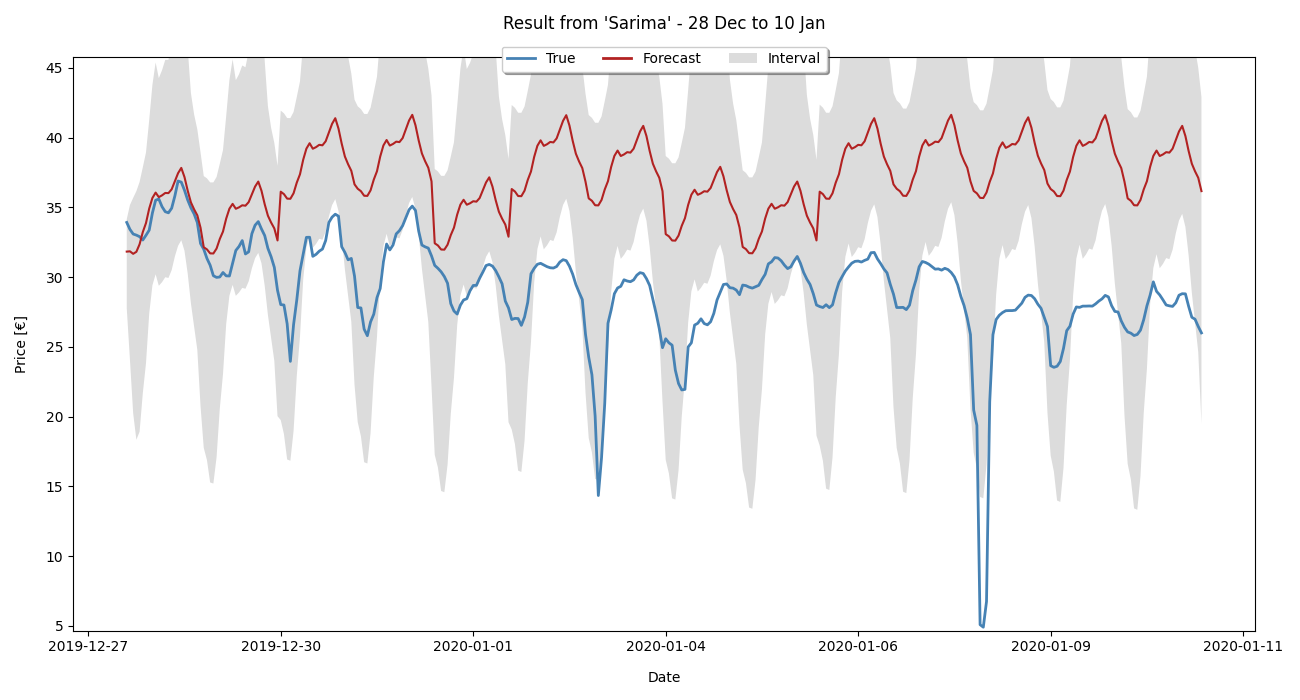 Result from 'Sarima' - 28 Dec to 10 Jan
True Forecast Interval
45
40
35
30
25
20
15
10
5
Price [€]
2019-12-27 2019-12-30 2020-01-01 2020-01-04 2020-01-06 2020-01-09 2020-01-11
Date